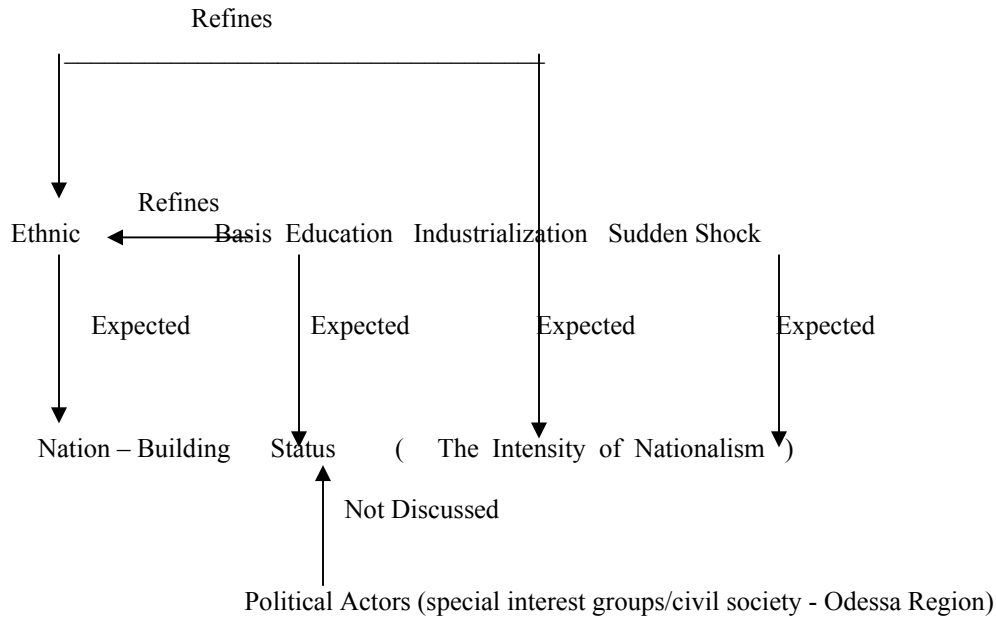 Refines
Refines
Ethnic Basis Education Industrialization Sudden Shock
Expected Expected Expected Expected
Nation – Building Status ( The Intensity of Nationalism )
Not Discussed
Political Actors (special interest groups/civil society - Odessa Region)